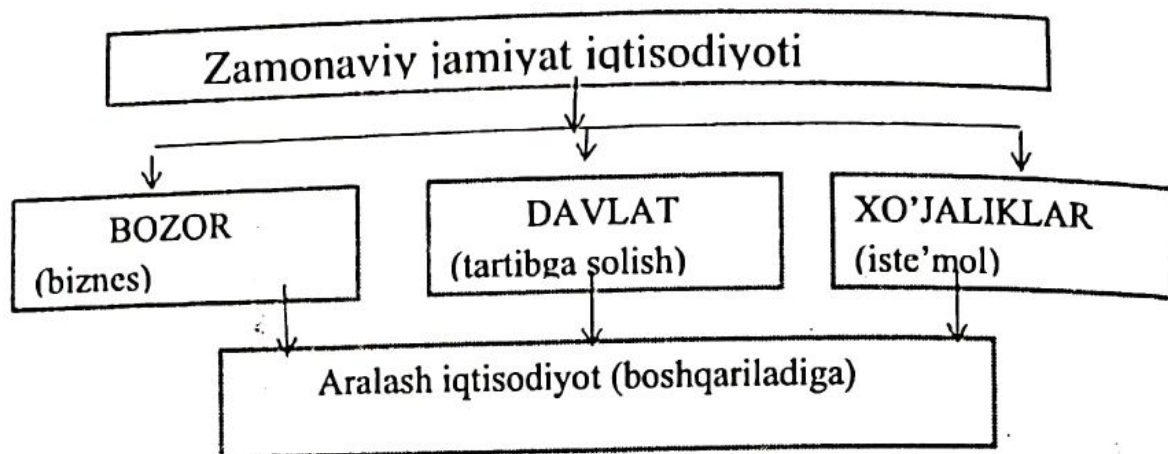 Zamonaviy jamiyat iqtisodiyoti
BOZOR
(biznes)
DAVLAT
(tartibga solish)
XO'JALIKLAR
(iste'mol)
Aralash iqtisodiyot (boshqariladiga)